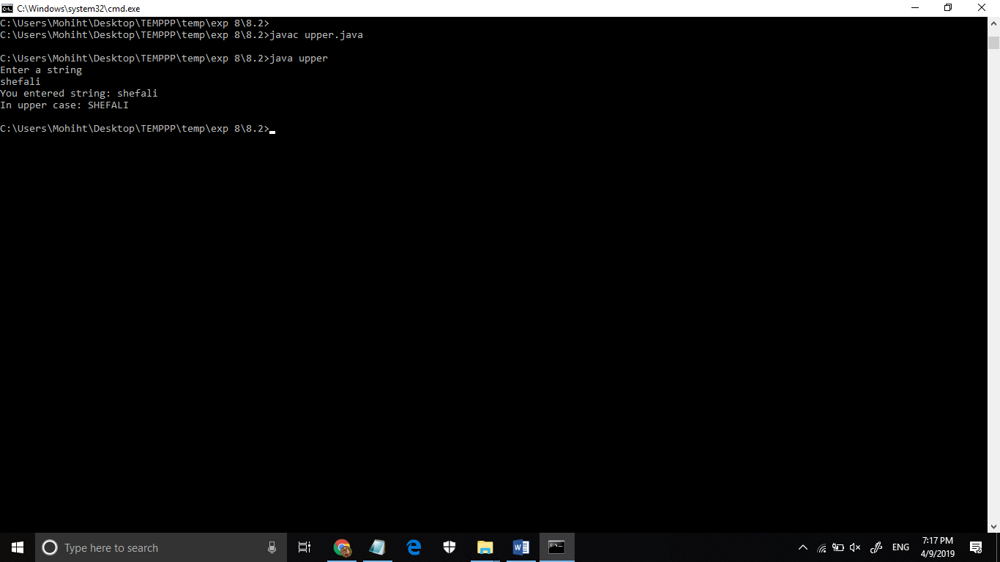 C:\Windows\system32\cmd.exe
C:\Users\Mohiht\Desktop\TEMPPP\temp\exp 8\8.2>
C:\Users\Mohiht\Desktop\TEMPPP\temp\exp 8\8.2>javac upper.java
C:\Users\Mohiht\Desktop\TEMPPP\temp\exp 8\8.2>java upper
Enter a string
shefali
You entered string: shefali
In upper case: SHEFALI
C:\Users\Mohiht\Desktop\TEMPPP\temp\exp 8\8.2>
Type here to search
ENG
7:17 PM
4/9/2019